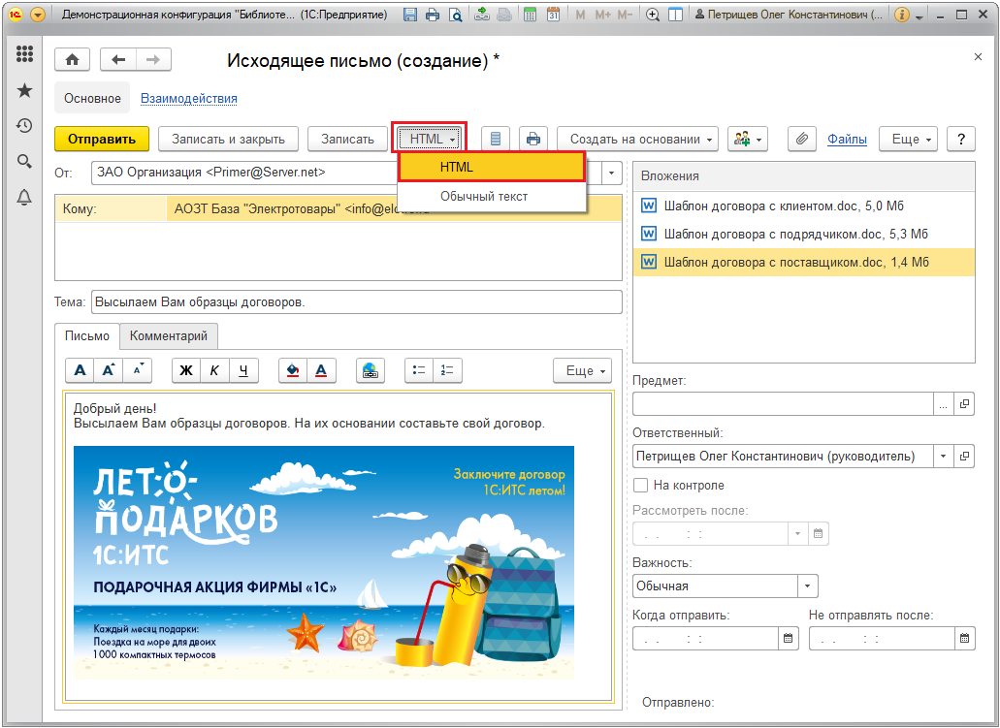 Демонстрационная конфигурация "Библиоте... (1С:Предприятие)
M M+ M-
Петрищев Олег Константинович (...
Исходящее письмо (создание) *
Основное Взаимодействия
Отправить Записать и закрыть Записать HTML Создать на основании Файлы Еще ?
HTML
Обычный текст
От: ЗАО Организация <Primer@Server.net>
Кому: АОЗТ База "Электротовары"
Тема: Высылаем Вам образцы договоров.
Письмо Комментарий
А А А Ж К Ч А Еще
Добрый день!
Высылаем Вам образцы договоров. На их основании составьте свой договор.
ЛЕТО
ПОДАРКОВ
1С:ИТС
Заключите договор
1С:ИТС летом!
ПОДАРОЧНАЯ АКЦИЯ ФИРМЫ «1С»
Каждый месяц подарки:
Поездка на море для двоих
1000 компактных термосов
Вложения
Шаблон договора с клиентом.doc, 5,0 Мб
Шаблон договора с подрядчиком.doc, 5,3 Мб
Шаблон договора с поставщиком.doc, 1,4 Мб
Предмет:
...
Ответственный:
Петрищев Олег Константинович (руководитель)
На контроле
Рассмотреть после:
. . : :
Важность:
Обычная
Когда отправить: Не отправлять после:
. . : : . . : :
Отправлено: